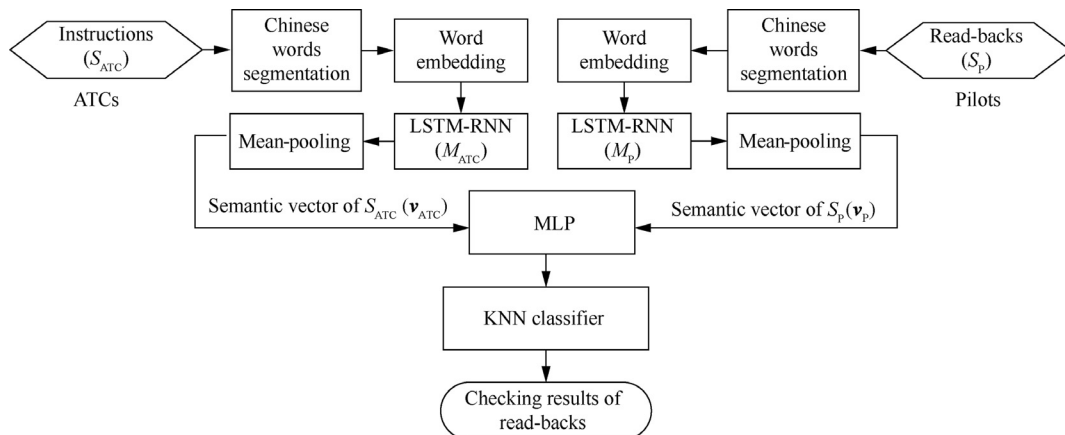 Instructions
(S_ATC)
ATCs
Chinese
words
segmentation
Word
embedding
Word
embedding
Chinese
words
segmentation
Read-backs
(S_P)
Pilots
Mean-pooling
LSTM-RNN
(M_ATC)
LSTM-RNN
(M_P)
Mean-pooling
Semantic vector of S_ATC (v_ATC)
MLP
Semantic vector of S_P(v_P)
KNN classifier
Checking results of
read-backs